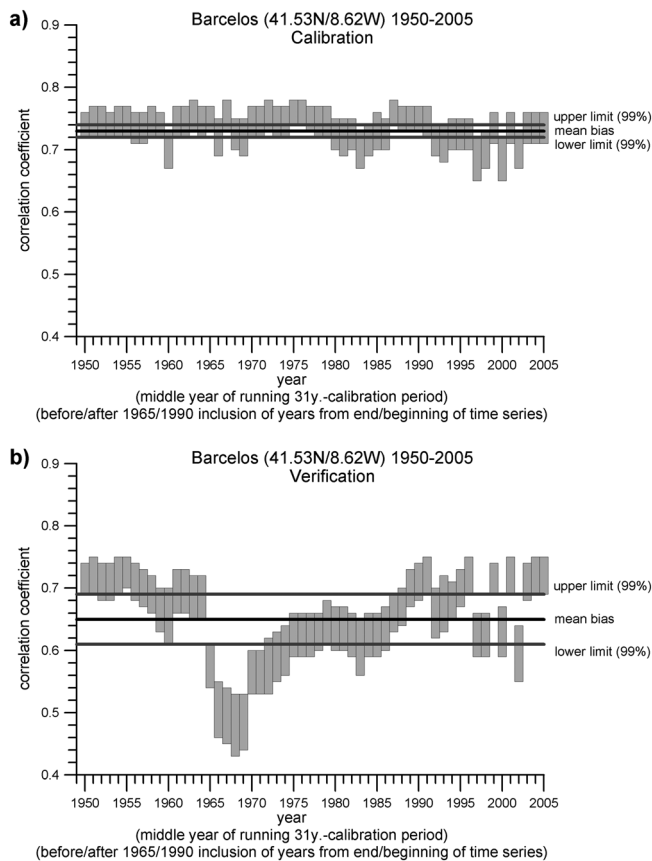 a)
Barcelos (41.53N/8.62W) 1950-2005
Calibration
correlation coefficient
0.9
0.8
0.7
0.6
0.5
0.4
upper limit (99%)
mean bias
lower limit (99%)
1950 1955 1960 1965 1970 1975 1980 1985 1990 1995 2000 2005
year
(middle year of running 31y.-calibration period)
(before/after 1965/1990 inclusion of years from end/beginning of time series)
b)
Barcelos (41.53N/8.62W) 1950-2005
Verification
correlation coefficient
0.9
0.8
0.7
0.6
0.5
0.4
upper limit (99%)
mean bias
lower limit (99%)
1950 1955 1960 1965 1970 1975 1980 1985 1990 1995 2000 2005
year
(middle year of running 31y.-calibration period)
(before/after 1965/1990 inclusion of years from end/beginning of time series)